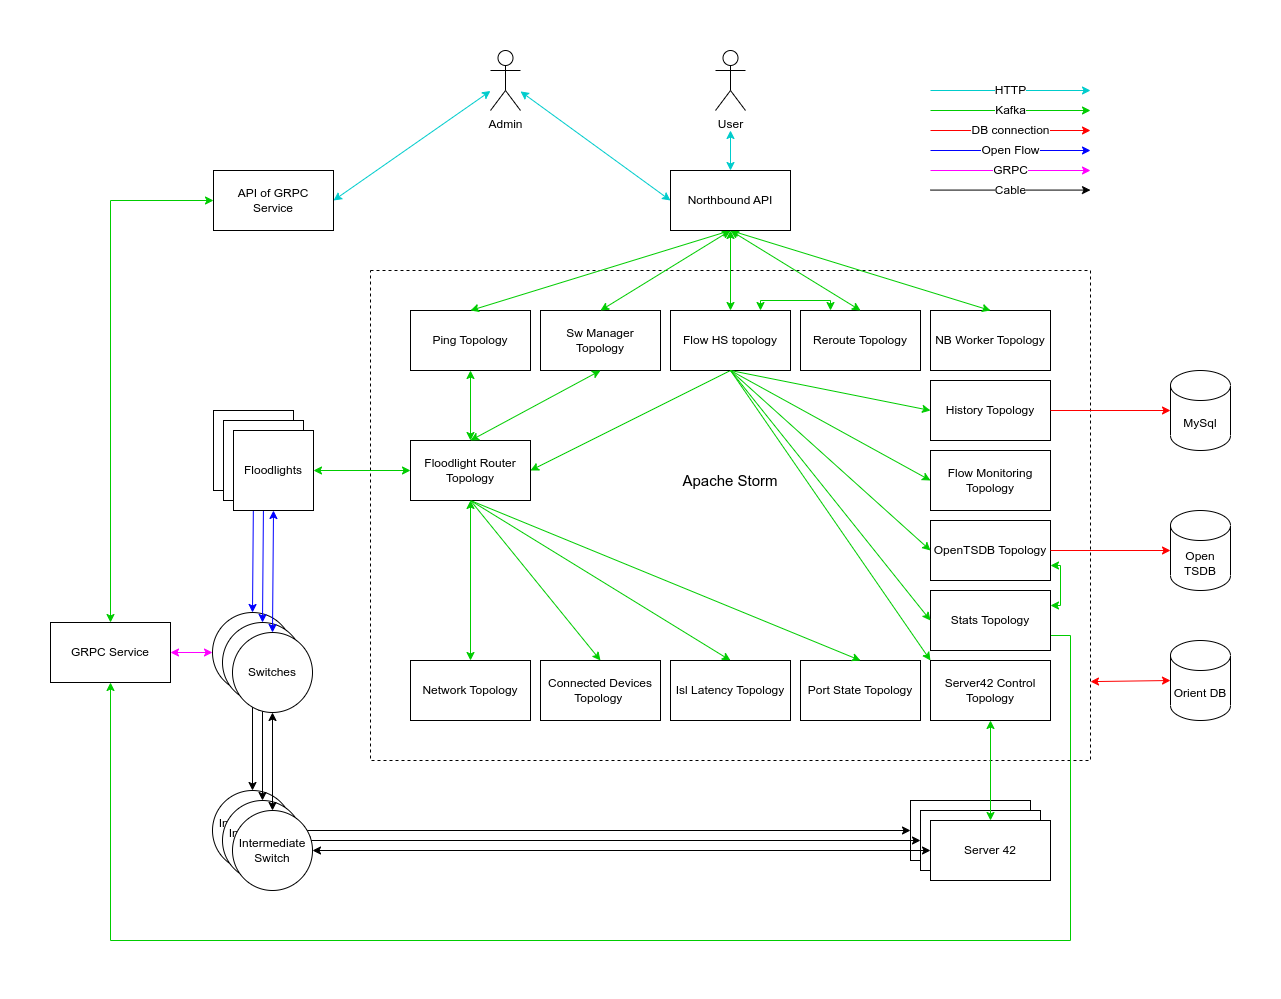 Admin
User
HTTP
Kafka
DB connection
Open Flow
GRPC
Cable
API of GRPC
Service
Northbound API
Ping Topology
Sw Manager
Topology
Flow HS topology
Reroute Topology
NB Worker Topology
History Topology
MySql
Floodlights
Floodlight Router
Topology
Apache Storm
Flow Monitoring
Topology
OpenTSDB Topology
Open
TSDB
Stats Topology
GRPC Service
Switches
Network Topology
Connected Devices
Topology
Isl Latency Topology
Port State Topology
Server42 Control
Topology
Orient DB
Intermediate
Switch
Server 42